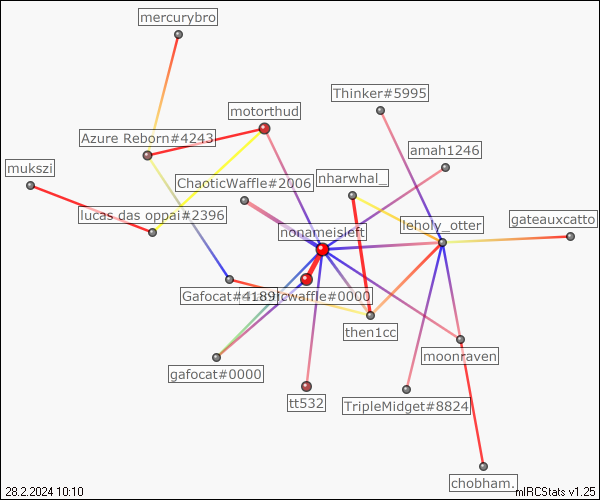 mercurybro
Thinker#5995
motorthud
Azure Reborn#4243
amah1246
mukszi
nharwhal_
ChaoticWaffle#2006
lucas das oppai#2396
gateauxcatto
leholy_otter
nonameisleft
Gafocat#4189
icwaffle#0000
then1cc
moonraven
gafocat#0000
tt532
TripleMidget#8824
chobham.
28.2.2024 10:10
mIRCStats v1.25